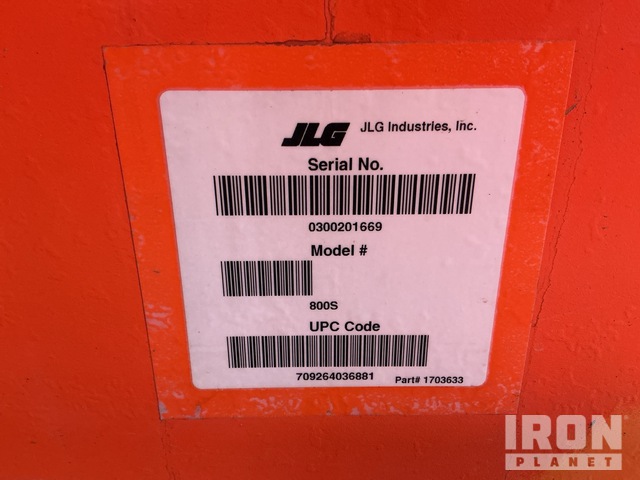 JLG JLG Industries, Inc.
Serial No.
0300201669
Model #
800S
UPC Code
709264036881 Part# 1703633
IRON
PLANET